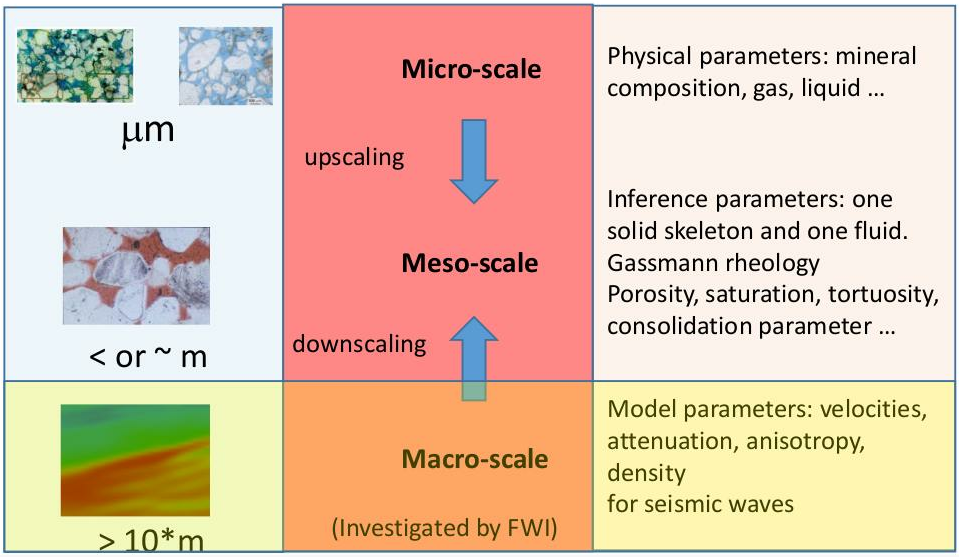 Micro-scale
Physical parameters: mineral
composition, gas, liquid …
μm
upscaling
Inference parameters: one
solid skeleton and one fluid.
Gassmann rheology
Porosity, saturation, tortuosity,
consolidation parameter …
Meso-scale
< or ~ m
downscaling
Model parameters: velocities,
attenuation, anisotropy,
density
for seismic waves
Macro-scale
(Investigated by FWI)
> 10*m